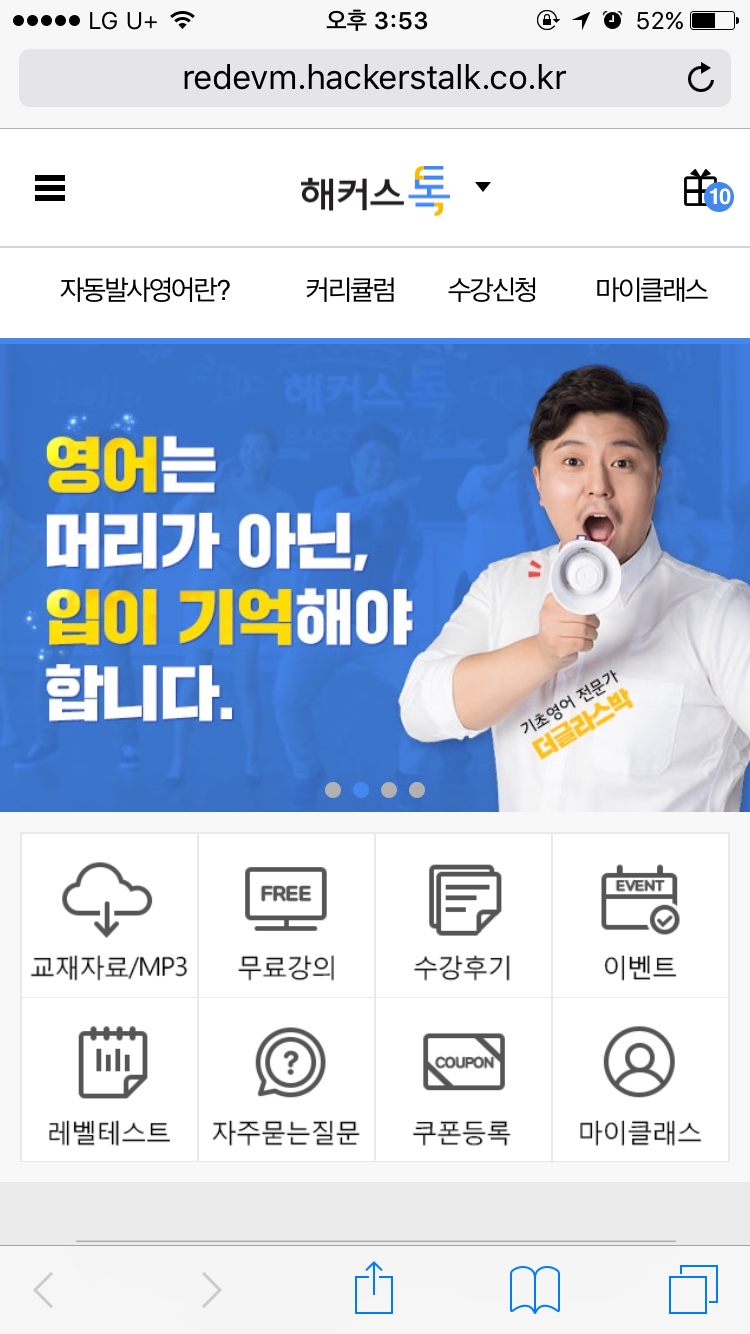 LG U+ 오후 3:53 52%
redevm.hackerstalk.co.kr
해커스톡 10
자동발사영어란? 커리큘럼 수강신청 마이클래스
영어는
머리가 아닌,
입이 기억해야
합니다.
기초영어 전문가
더글라스박
FREE EVENT
교재자료/MP3 무료강의 수강후기 이벤트
? COUPON
레벨테스트 자주묻는질문 쿠폰등록 마이클래스